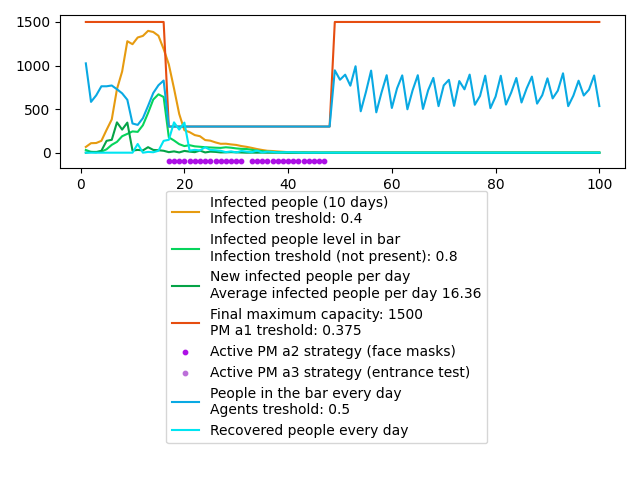 1500
1000
500
0
0 20 40 60 80 100
Infected people (10 days)
Infection treshold: 0.4
Infected people level in bar
Infection treshold (not present): 0.8
New infected people per day
Average infected people per day 16.36
Final maximum capacity: 1500
PM a1 treshold: 0.375
Active PM a2 strategy (face masks)
Active PM a3 strategy (entrance test)
People in the bar every day
Agents treshold: 0.5
Recovered people every day